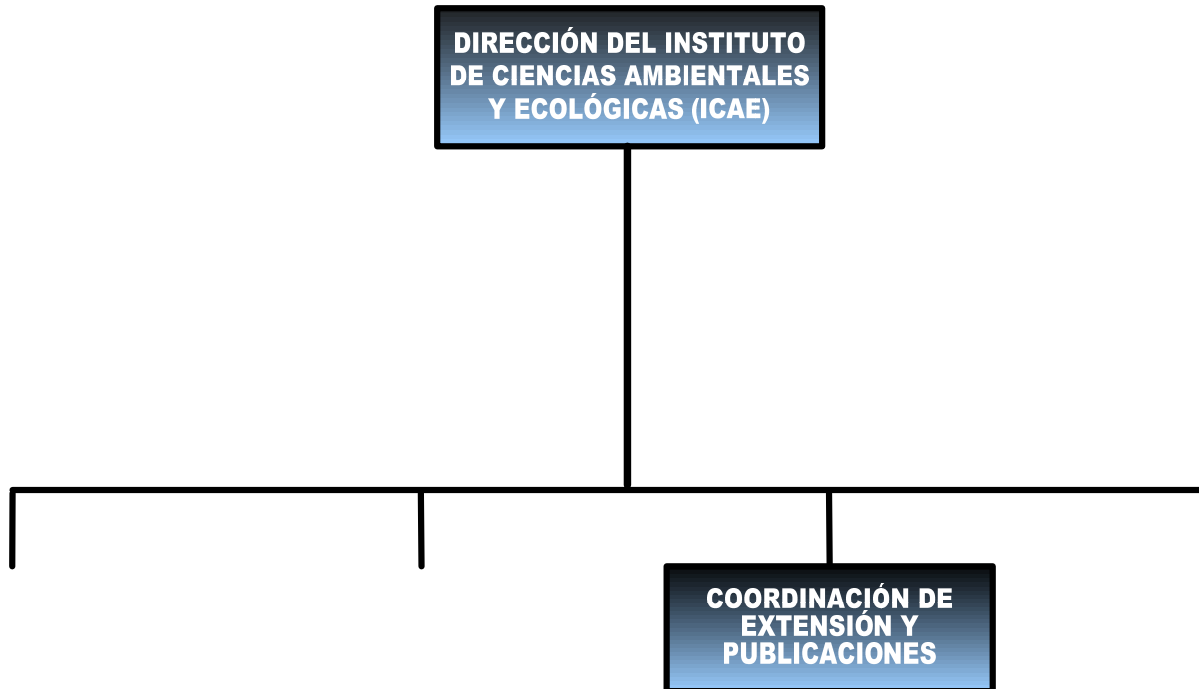 DIRECCIÓN DEL INSTITUTO
DE CIENCIAS AMBIENTALES
Y ECOLÓGICAS (ICAE)
COORDINACIÓN DE
EXTENSIÓN Y
PUBLICACIONES